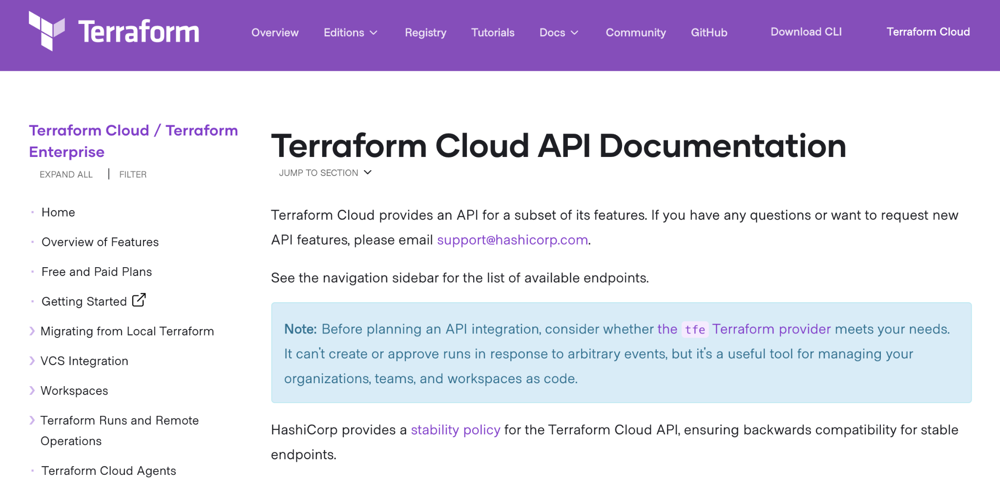 Terraform
Overview
Editions
Registry
Tutorials
Docs
Community
GitHub
Download CLI
Terraform Cloud
Terraform Cloud / Terraform
Enterprise
EXPAND ALL | FILTER
Home
Overview of Features
Free and Paid Plans
Getting Started
Migrating from Local Terraform
VCS Integration
Workspaces
Terraform Runs and Remote
Operations
Terraform Cloud Agents
Terraform Cloud API Documentation
JUMP TO SECTION
Terraform Cloud provides an API for a subset of its features. If you have any questions or want to request new
API features, please email support@hashicorp.com.
See the navigation sidebar for the list of available endpoints.
Note: Before planning an API integration, consider whether the tfe Terraform provider meets your needs.
It can't create or approve runs in response to arbitrary events, but it's a useful tool for managing your
organizations, teams, and workspaces as code.
HashiCorp provides a stability policy for the Terraform Cloud API, ensuring backwards compatibility for stable
endpoints.